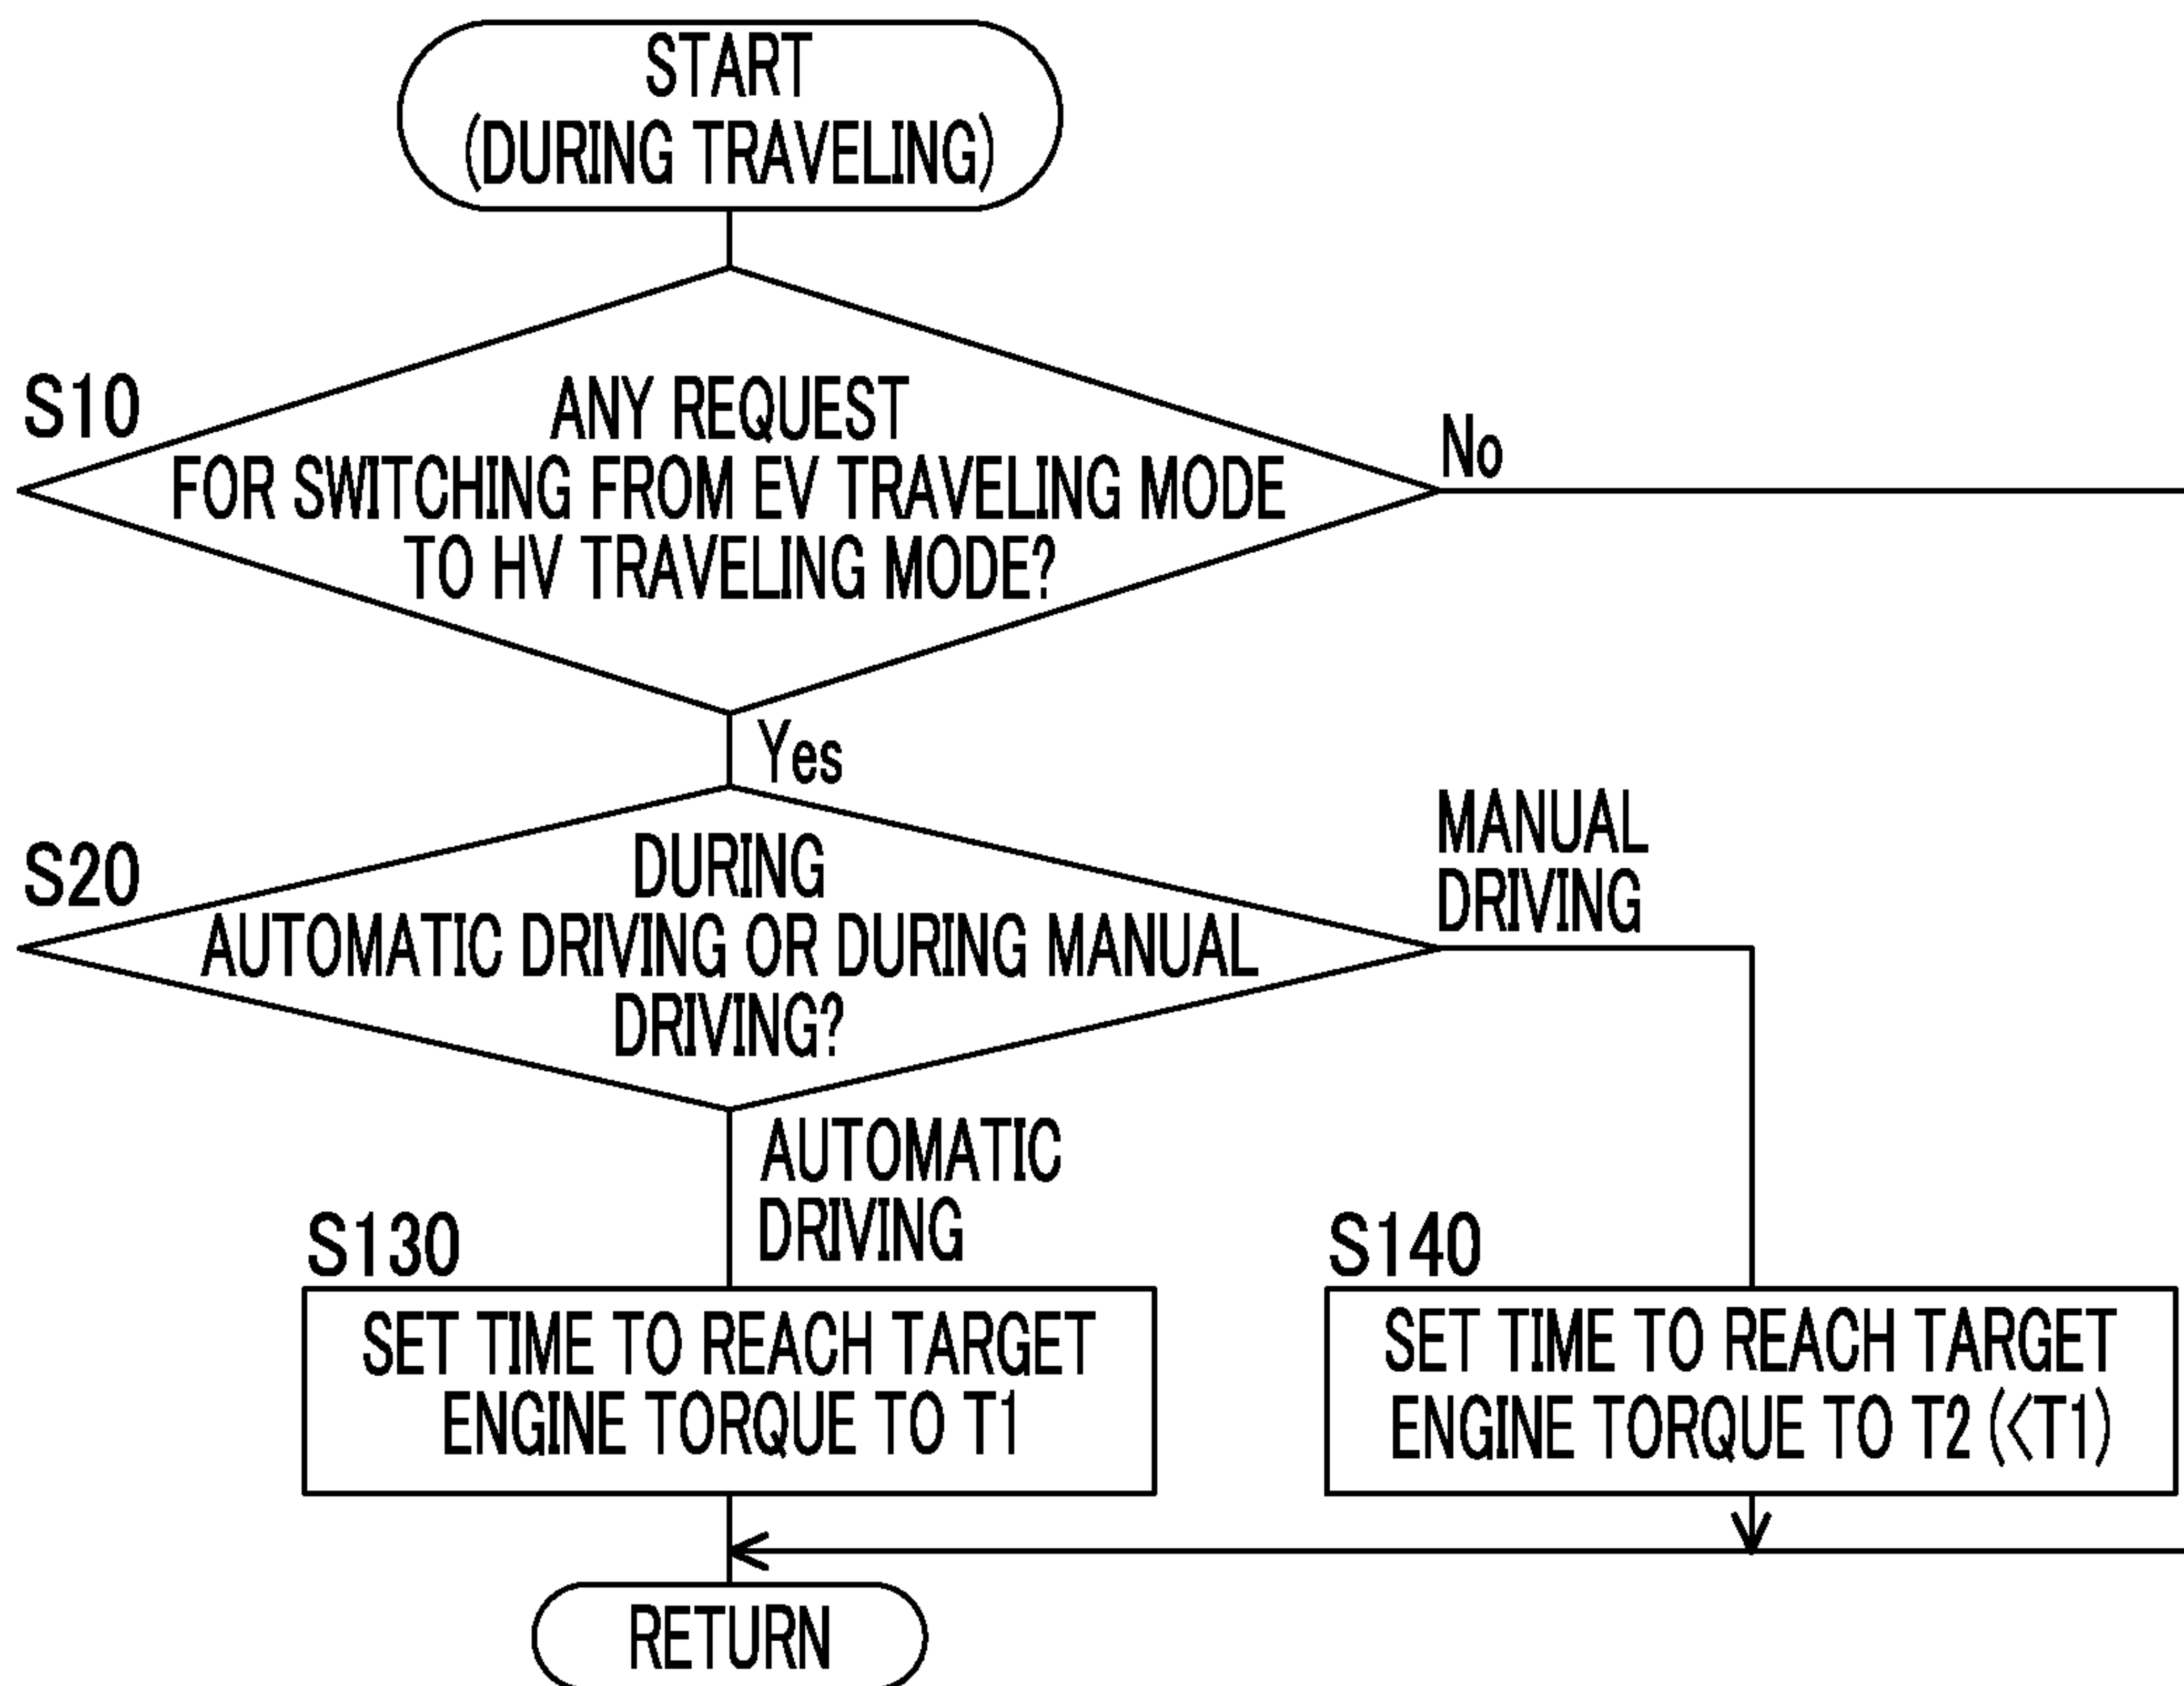 START
(DURING TRAVELING)
S10
ANY REQUEST
FOR SWITCHING FROM EV TRAVELING MODE
TO HV TRAVELING MODE?
No
Yes
S20
DURING
AUTOMATIC DRIVING OR DURING MANUAL
DRIVING?
MANUAL
DRIVING
AUTOMATIC
DRIVING
S130
SET TIME TO REACH TARGET
ENGINE TORQUE TO T1
S140
SET TIME TO REACH TARGET
ENGINE TORQUE TO T2 (<T1)
RETURN